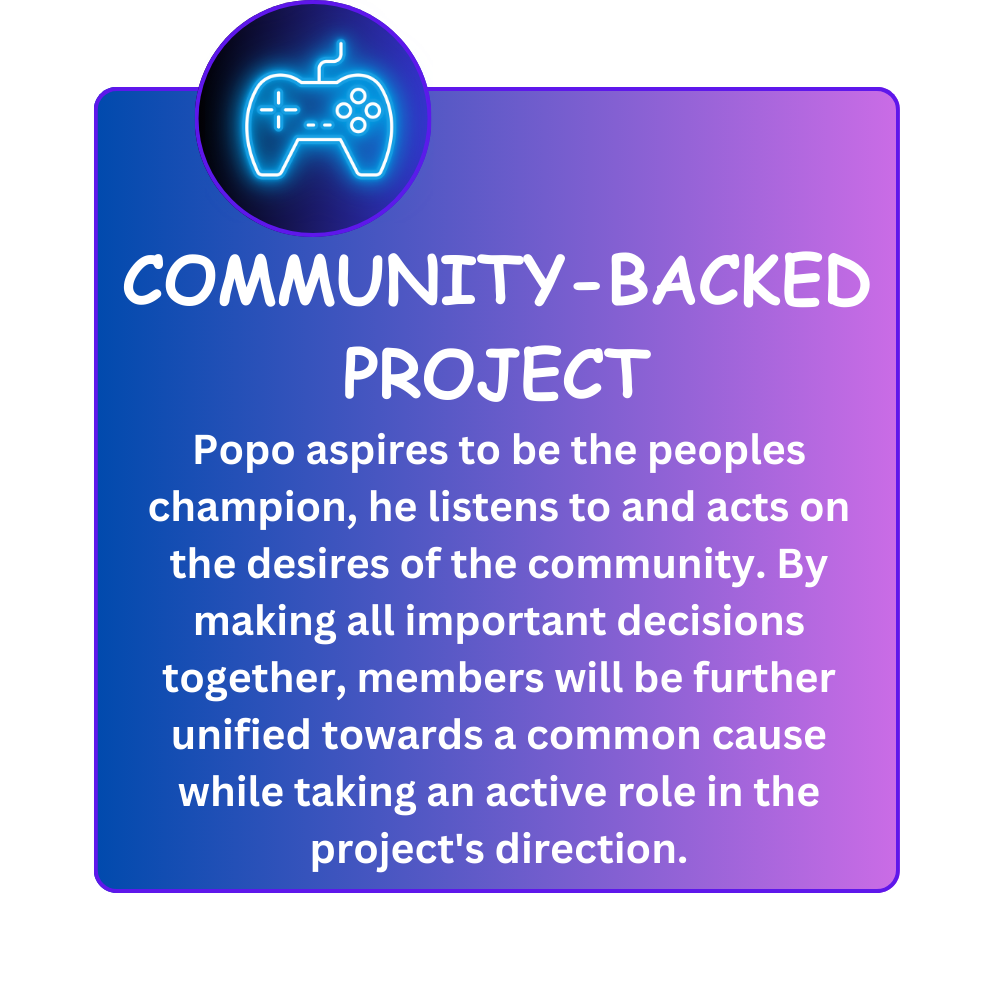 COMMUNITY-BACKED
PROJECT
Popo aspires to be the peoples
champion, he listens to and acts on
the desires of the community. By
making all important decisions
together, members will be further
unified towards a common cause
while taking an active role in the
project's direction.